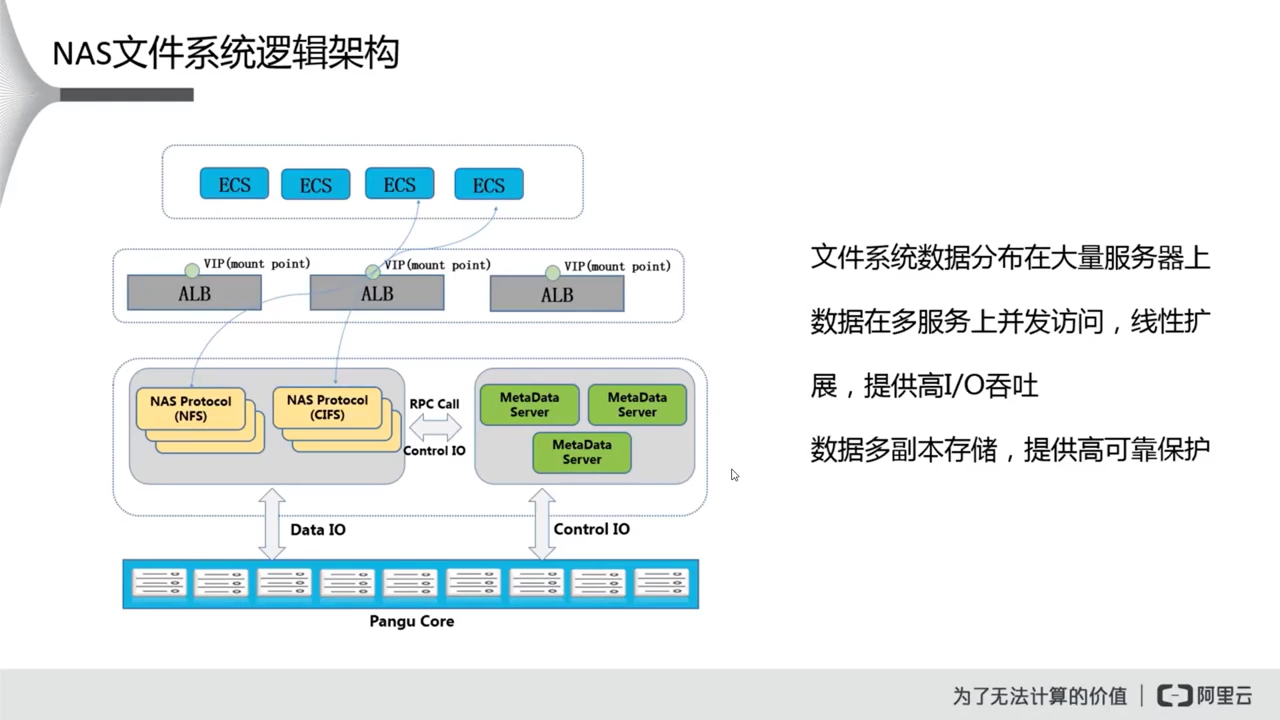 NAS文件系统逻辑架构
ECS
ECS
ECS
ECS
VIP(mount point)
VIP(mount point)
VIP(mount point)
ALB
ALB
ALB
NAS Protocol
(NFS)
NAS Protocol
(CIFS)
RPC Call
Control IO
MetaData
Server
MetaData
Server
MetaData
Server
Data IO
Control IO
Pangu Core
文件系统数据分布在大量服务器上
数据在多服务上并发访问，线性扩
展，提供高I/O吞吐
数据多副本存储，提供高可靠保护
为了无法计算的价值
阿里云